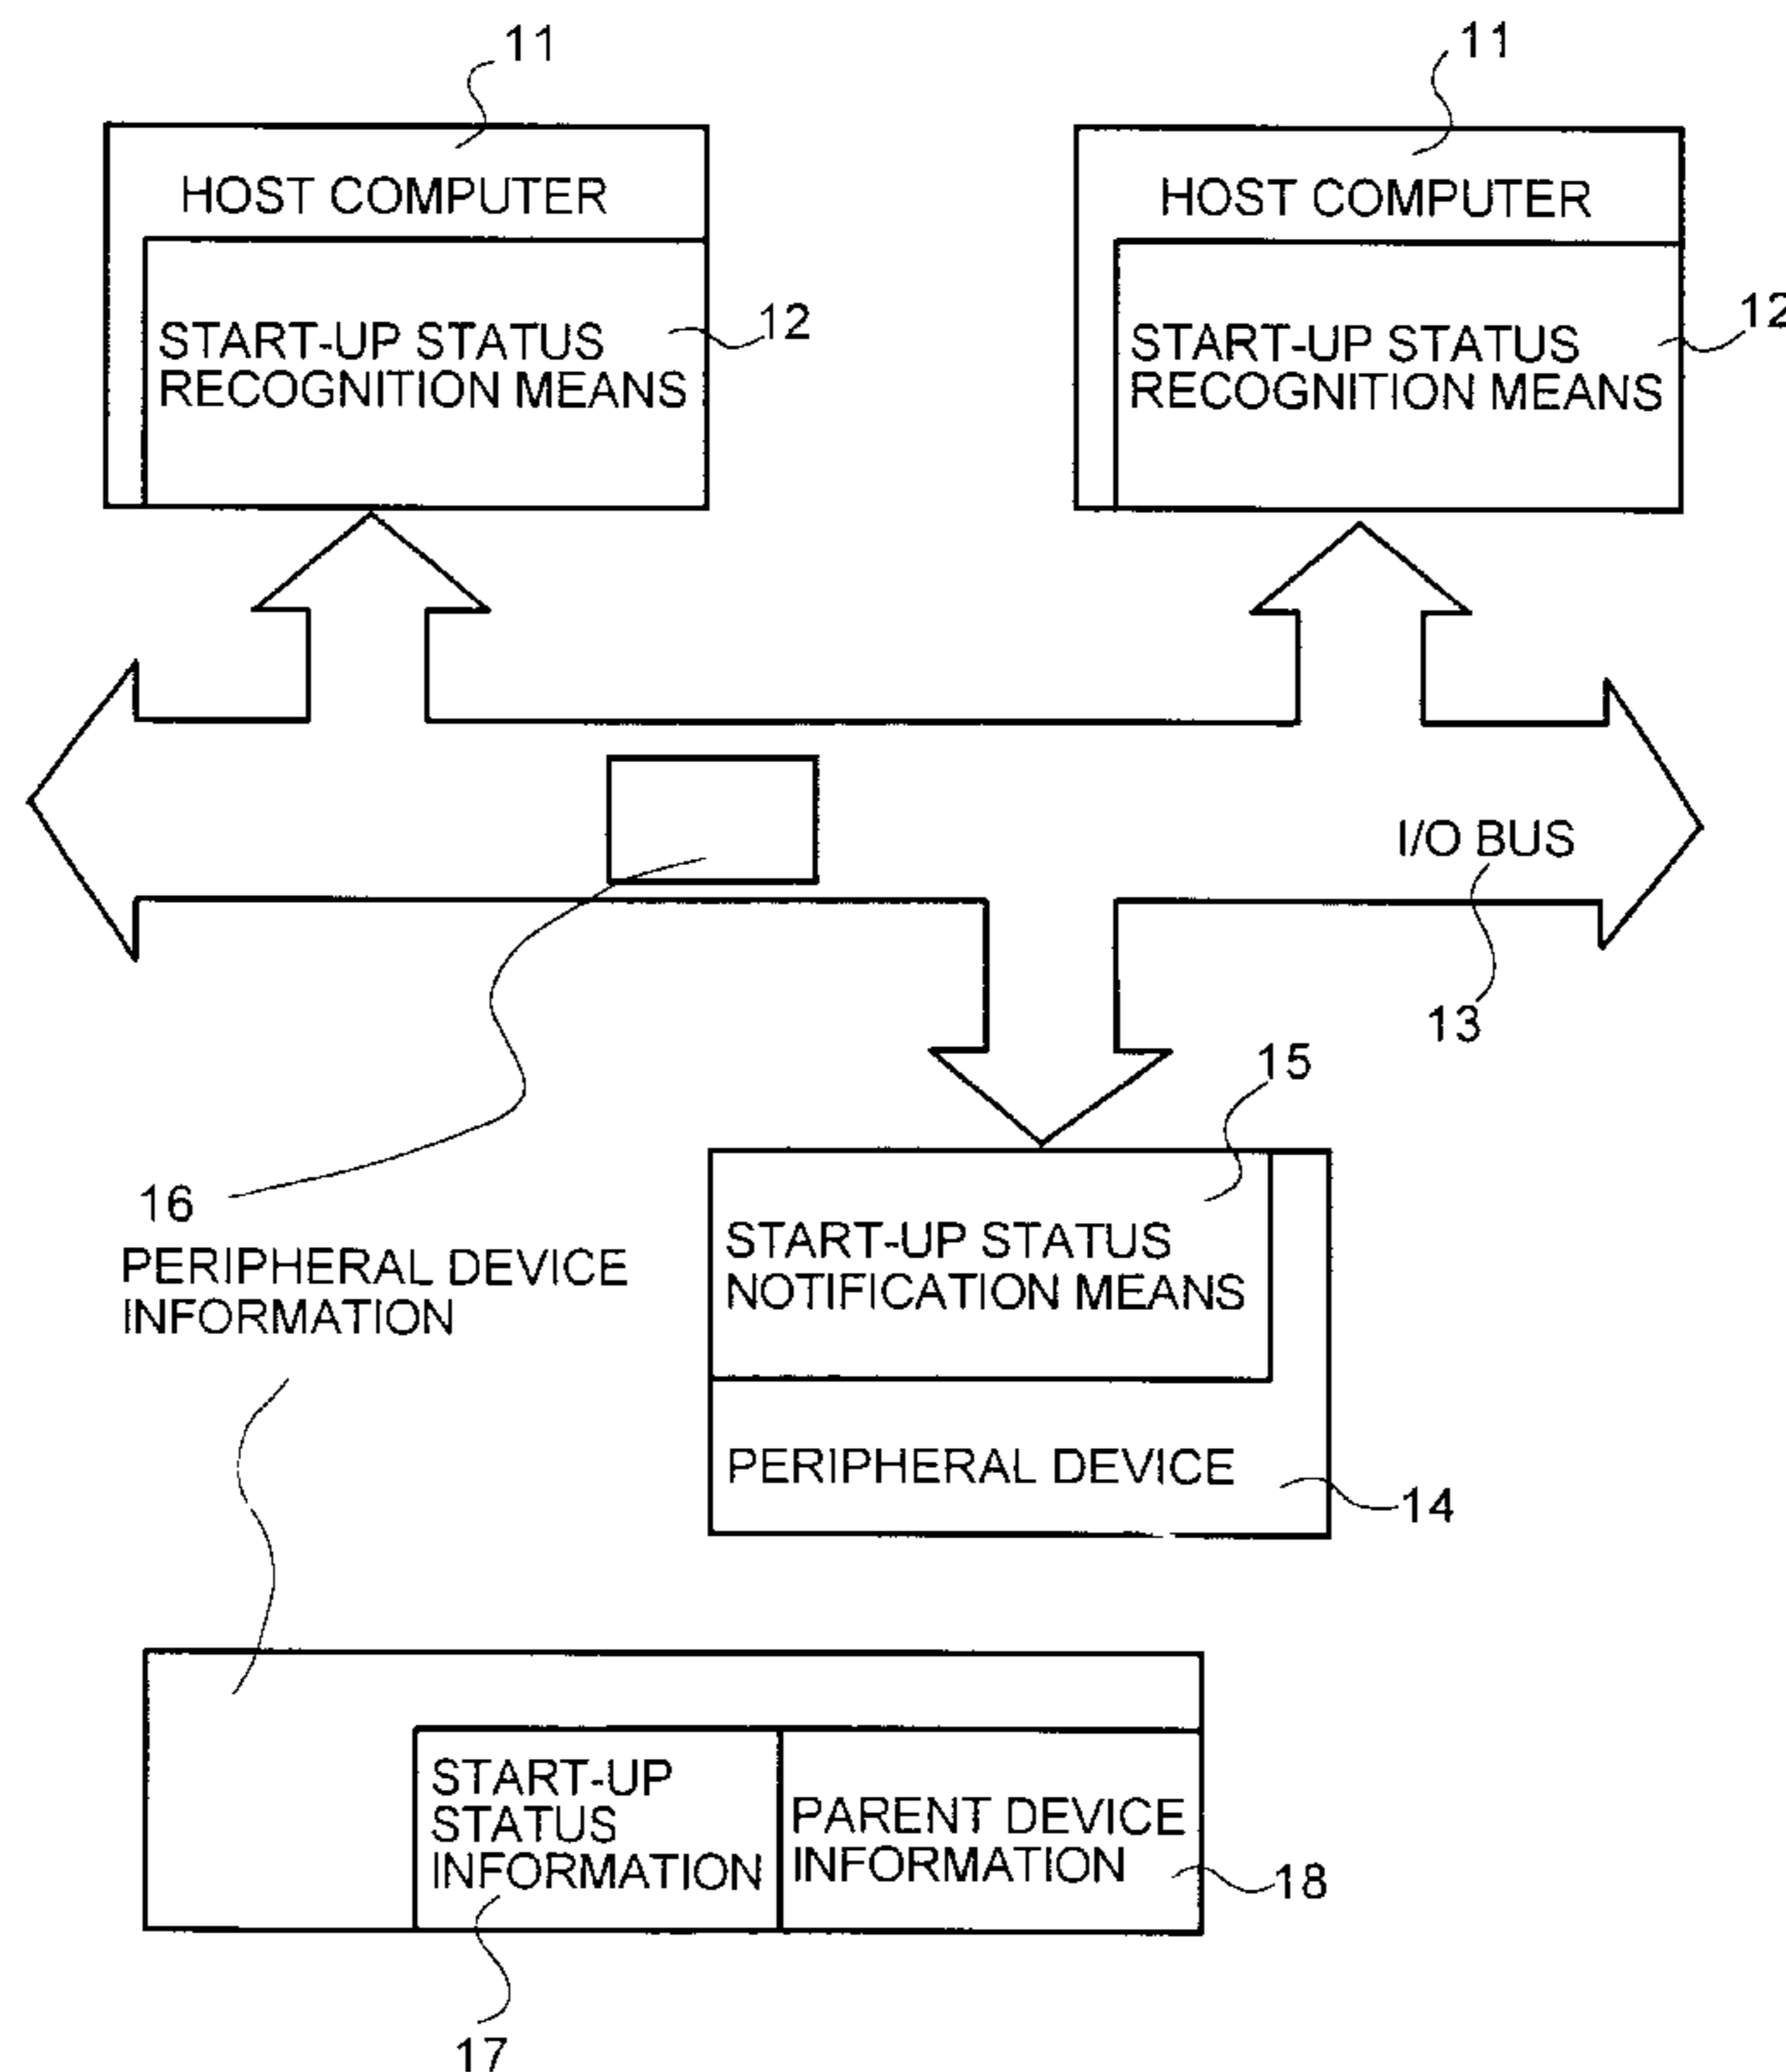 11
11
HOST COMPUTER
HOST COMPUTER
START-UP STATUS
RECOGNITION MEANS
12
START-UP STATUS
RECOGNITION MEANS
12
I/O BUS
13
15
16
PERIPHERAL DEVICE
INFORMATION
START-UP STATUS
NOTIFICATION MEANS
PERIPHERAL DEVICE
14
START-UP
STATUS
INFORMATION
PARENT DEVICE
INFORMATION
18
17